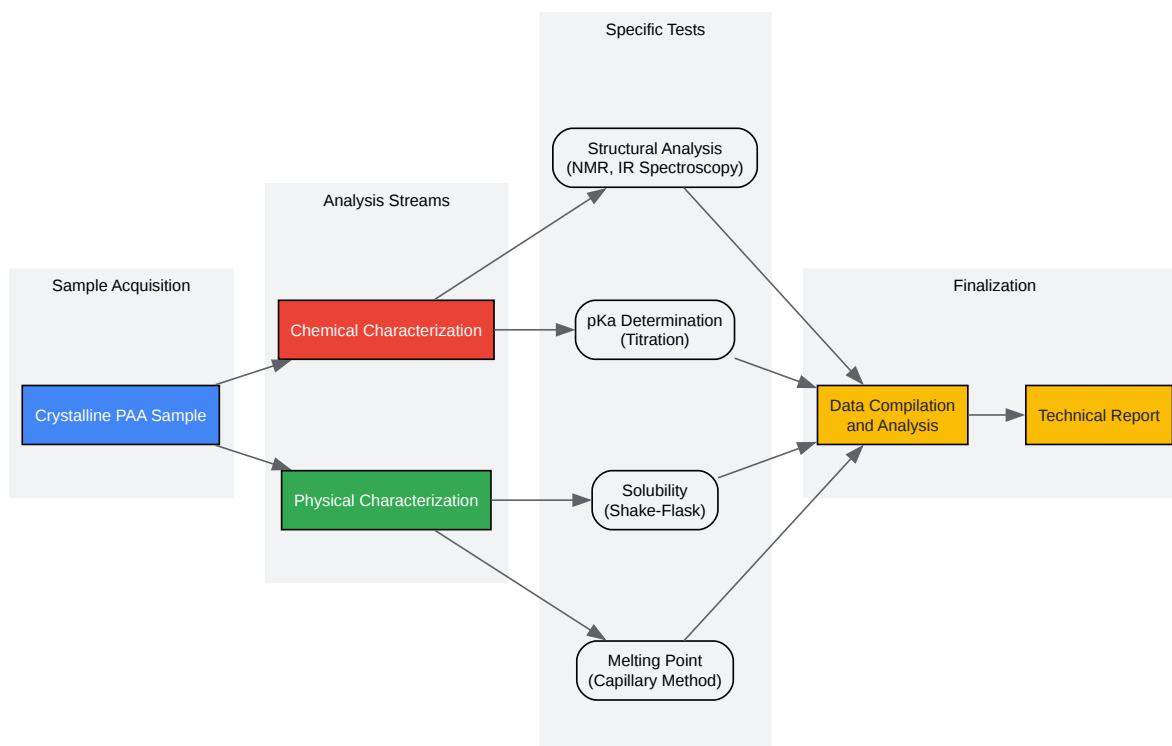 Sample Acquisition
Crystalline PAA Sample
Analysis Streams
Chemical Characterization
Physical Characterization
Specific Tests
Structural Analysis
(NMR, IR Spectroscopy)
pKa Determination
(Titration)
Solubility
(Shake-Flask)
Melting Point
(Capillary Method)
Finalization
Data Compilation
and Analysis
Technical Report